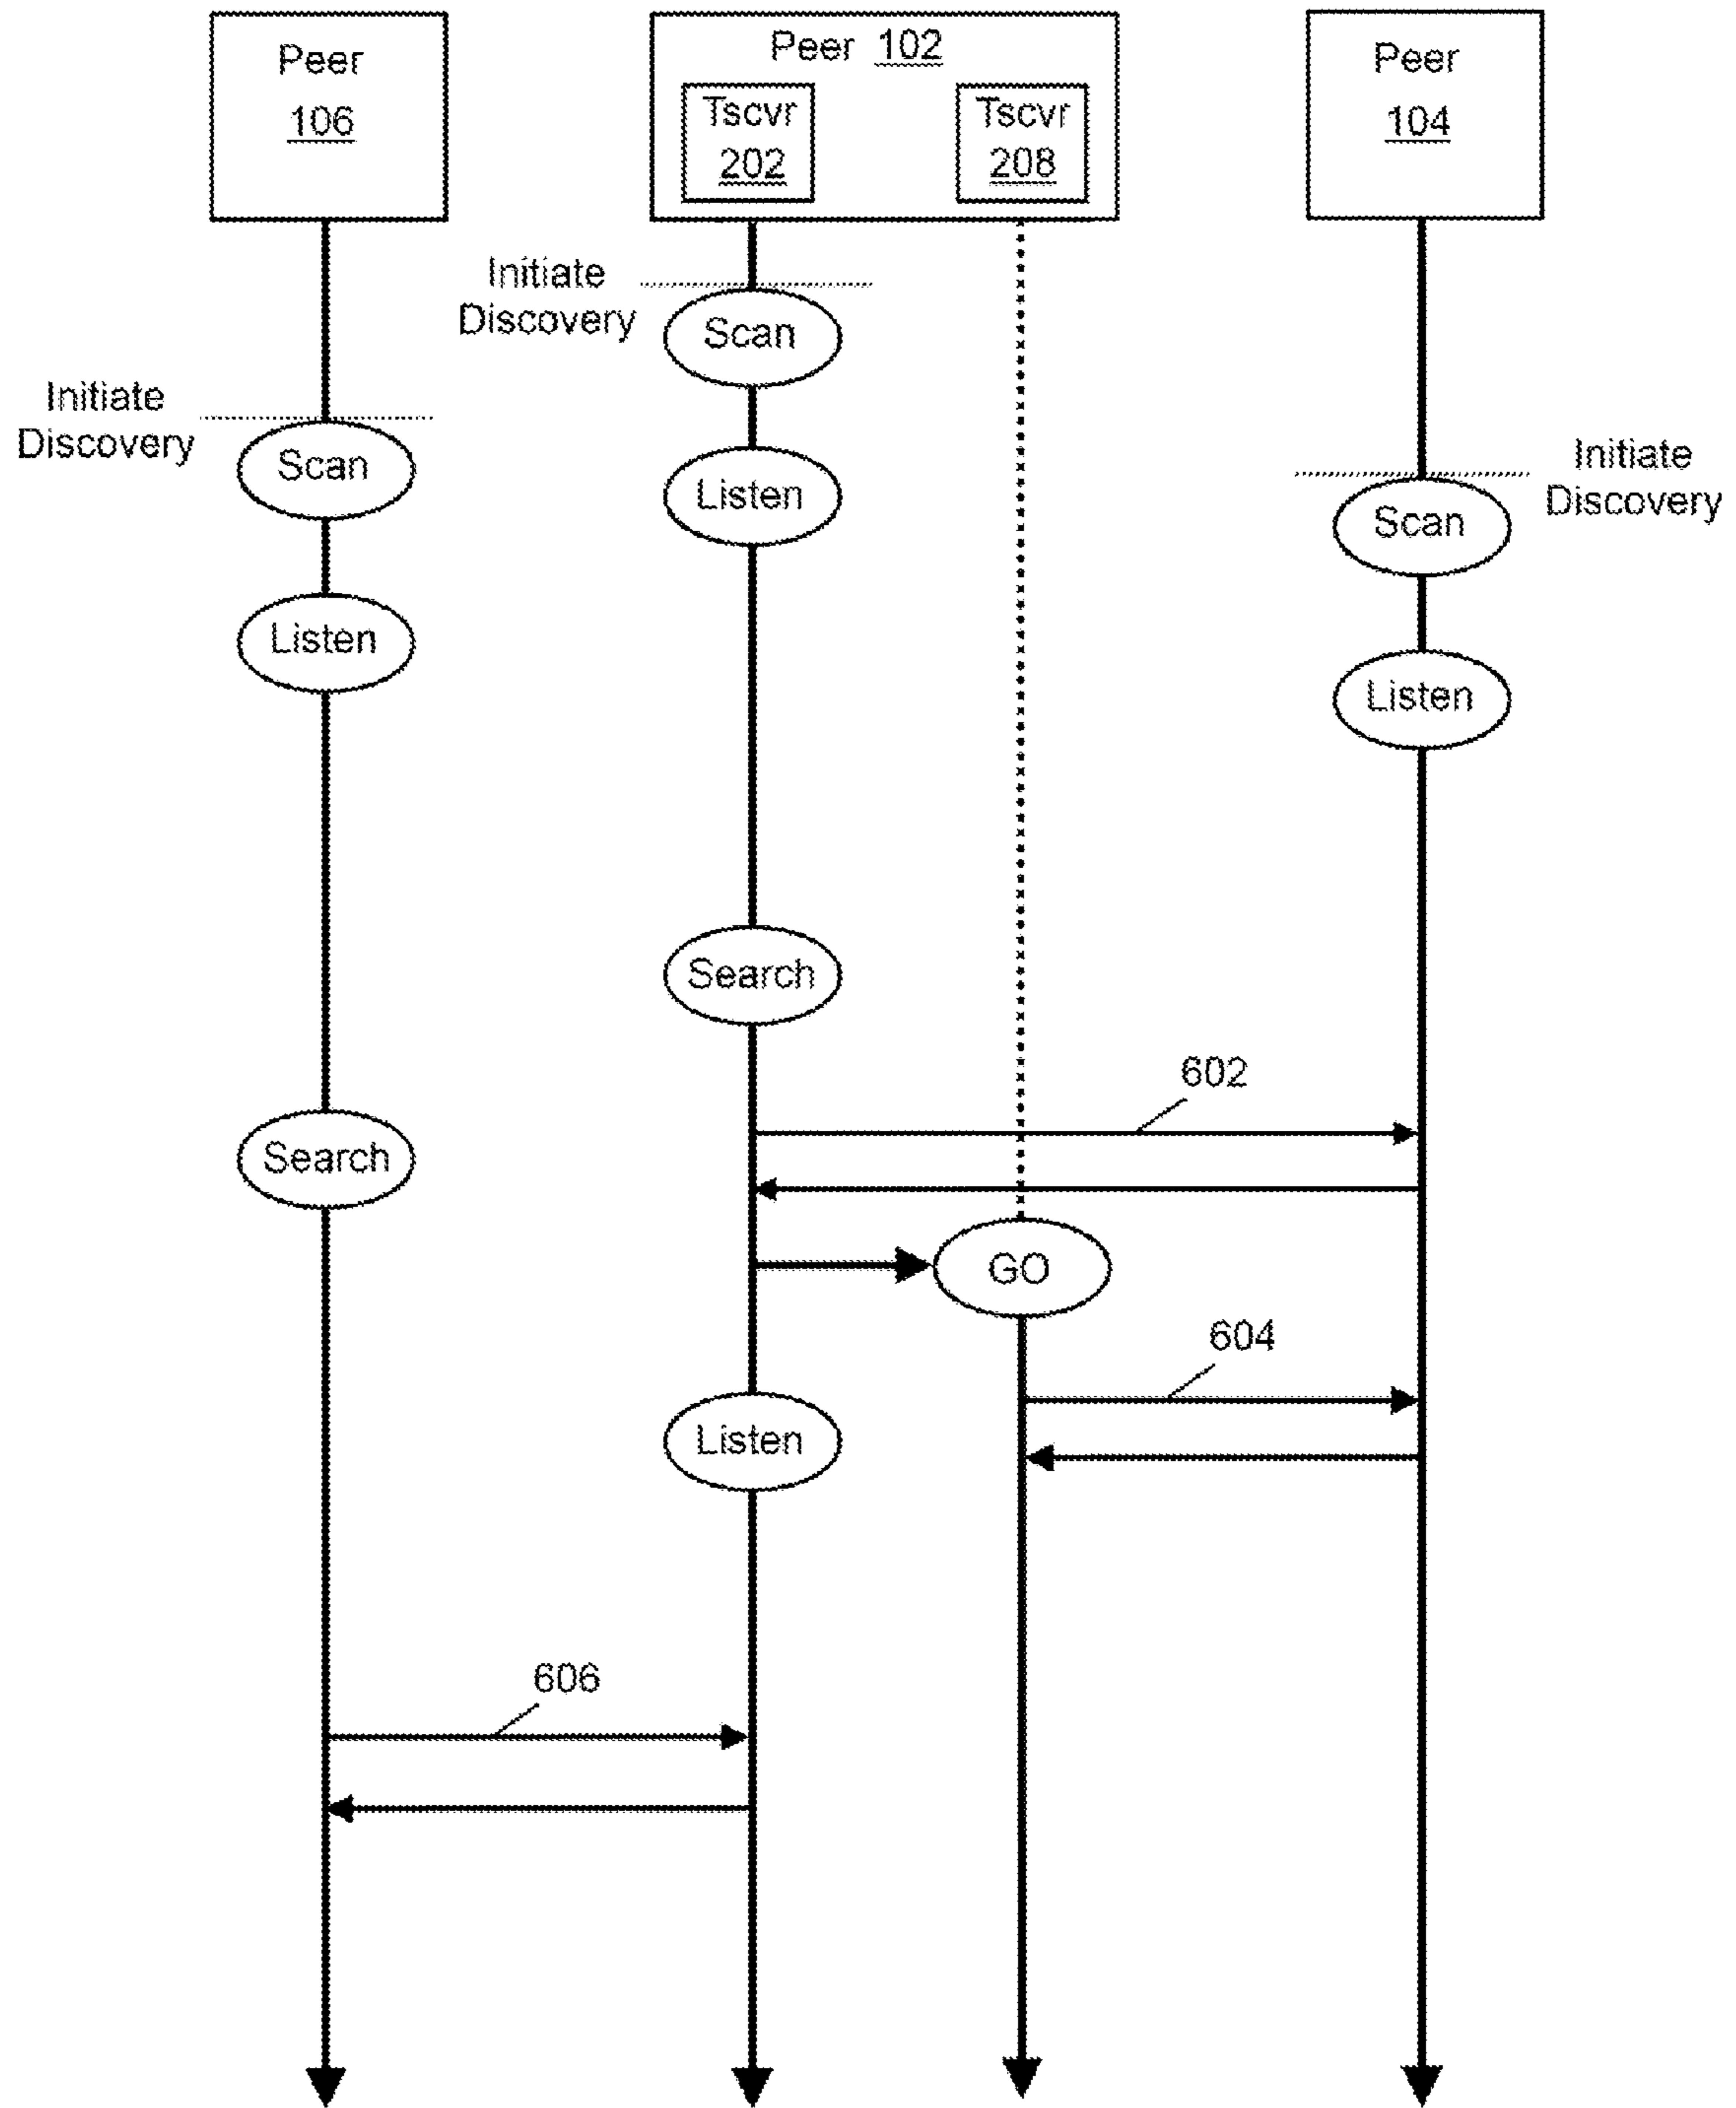 Peer
106
Peer 102
Tscvr
202
Tscvr
208
Peer
104
Initiate
Discovery
Scan
Initiate
Discovery
Scan
Listen
Initiate
Discovery
Scan
Listen
Listen
Search
602
Search
GO
604
Listen
606